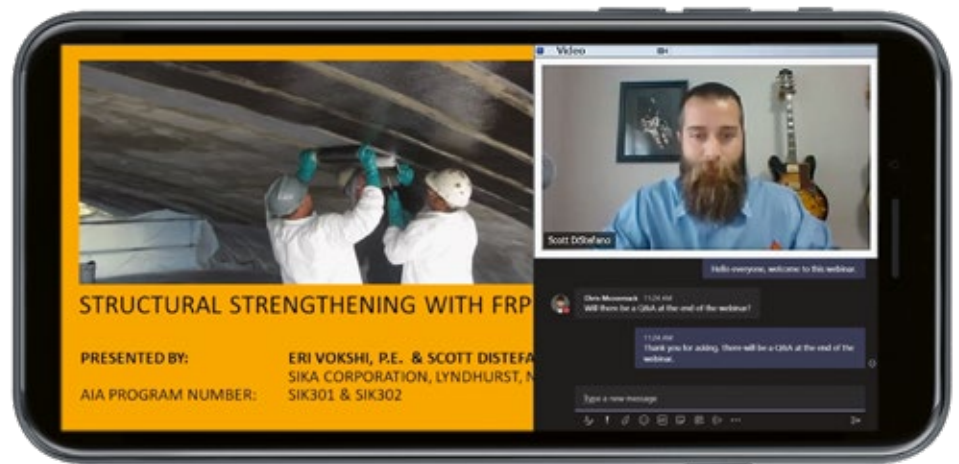 STRUCTURAL STRENGTHENING WITH FRP
PRESENTED BY:
ERI VOKSHI, P.E. & SCOTT DISTEFA
SIKA CORPORATION, LYNDHURST, N
AIA PROGRAM NUMBER:
SIK301 & SIK302
Video
Scott DiStefano
Hello everyone, welcome to this webinar.
11:24 AM
Will there be a Q&A at the end of the webinar?
11:26 AM
Thank you for asking. There will be a Q&A at the end of the
webinar.
Type a new message